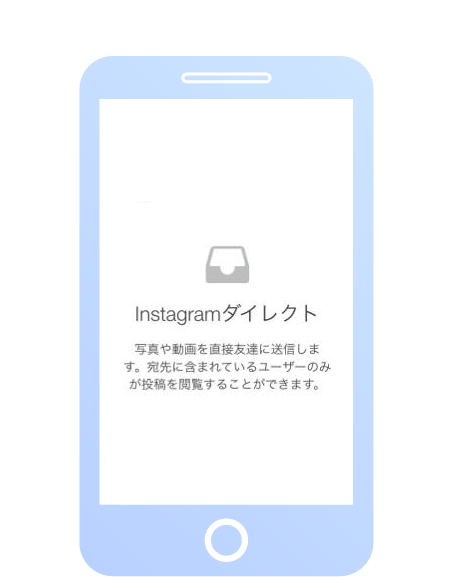 Instagramダイレクト
写真や動画を直接友達に送信しま
す。宛先に含まれているユーザーのみ
が投稿を閲覧することができます。